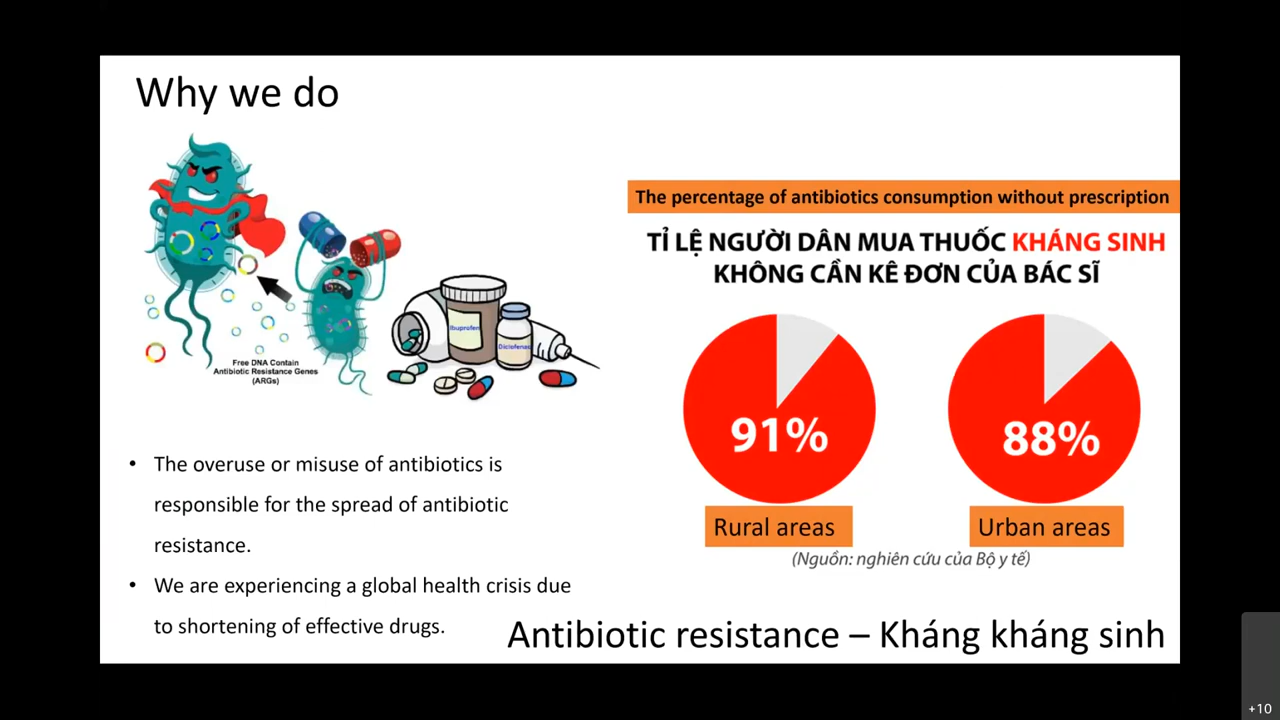 Why we do
Free DNA Contain
Antibiotic Resistance Genes
(ARGs)
Ibuprofen
Diclofenac
The percentage of antibiotics consumption without prescription
TỈ LỆ NGƯỜI DÂN MUA THUỐC KHÁNG SINH
KHÔNG CẦN KÊ ĐƠN CỦA BÁC SĨ
91%
88%
Rural areas
Urban areas
(Nguồn: nghiên cứu của Bộ y tế)
• The overuse or misuse of antibiotics is
responsible for the spread of antibiotic
resistance.
• We are experiencing a global health crisis due
to shortening of effective drugs.
Antibiotic resistance – Kháng kháng sinh
+10